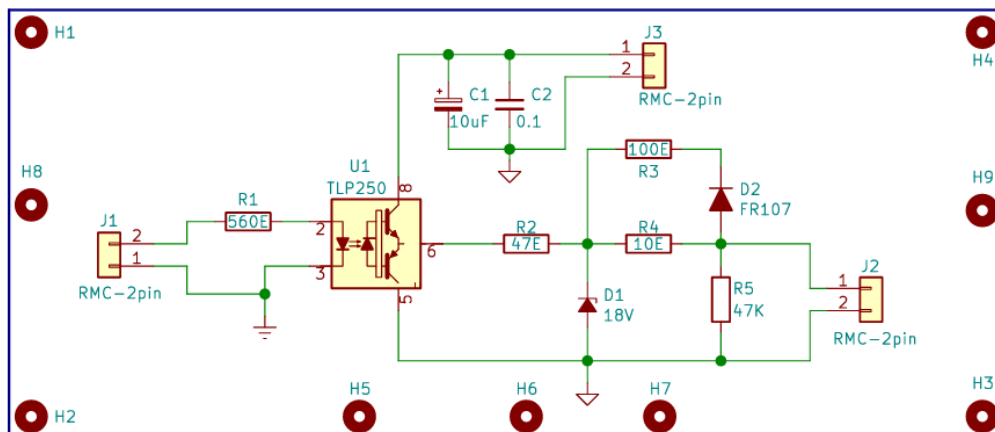 H1
J3
H4
1
2
C1
C2
RMC-2pin
10uF
0.1
100E
R3
H8
U1
TLP250
8
D2
FR107
H9
R1
560E
J1
2
1
RMC-2pin
2
3
6
5
R2
47E
R4
10E
J2
1
2
RMC-2pin
D1
18V
R5
47K
H2
H5
H6
H7
H3